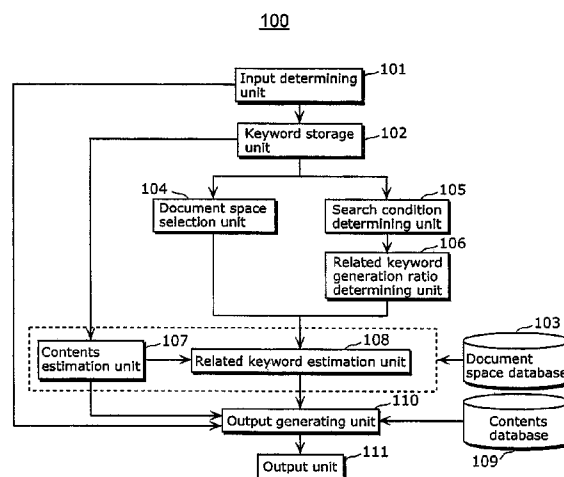 100
101
Input determining
unit
Keyword storage
unit
102
104
Document space
selection unit
105
Search condition
determining unit
106
Related keyword
generation ratio
determining unit
107
Contents
estimation unit
108
Related keyword estimation unit
103
Document
space database
110
Output generating unit
Contents
database
109
Output unit
111